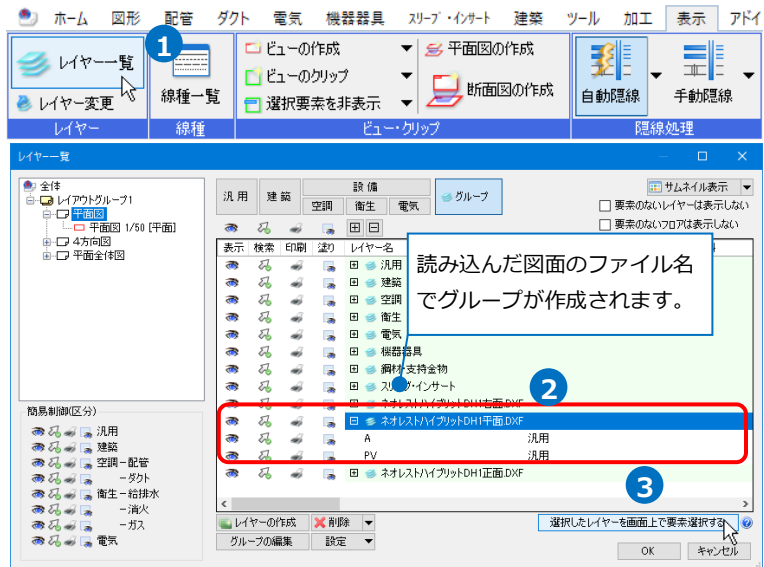 ホーム 図形 配管 ダクト 電気 機器器具 スリーブ・インサート 建築 ツール 加工 表示 アドイ
1
レイヤー一覧
レイヤー変更
レイヤー
線種一覧
線種
ビューの作成
ビューのクリップ
選択要素を非表示
平面図の作成
断面図の作成
ビュー・クリップ
自動隠線
手動隠線
隠線処理
レイヤー一覧
全体
レイアウトグループ1
平面図
平面図 1/50 [平面]
4方向図
平面全体図
簡易制御(区分)
汎用
建築
空調－配管
－ダクト
衛生－給排水
－消火
－ガス
電気
汎用 建築 設備 空調 衛生 電気 グループ
サムネイル表示
要素のないレイヤーは表示しない
要素のないフロアは表示しない
表示 検索 印刷 塗り レイヤー名
読み込んだ図面のファイル名
でグループが作成されます。
汎用
建築
空調
衛生
電気
機器器具
鋼材・支持金物
スリーブ・インサート
2
ネオレストハイブリットDH1右面.DXF
ネオレストハイブリットDH1平面.DXF
A 汎用
PV 汎用
ネオレストハイブリットDH1正面.DXF
3
レイヤーの作成 削除
選択したレイヤーを画面上で要素選択する
グループの編集 設定
OK キャンセル